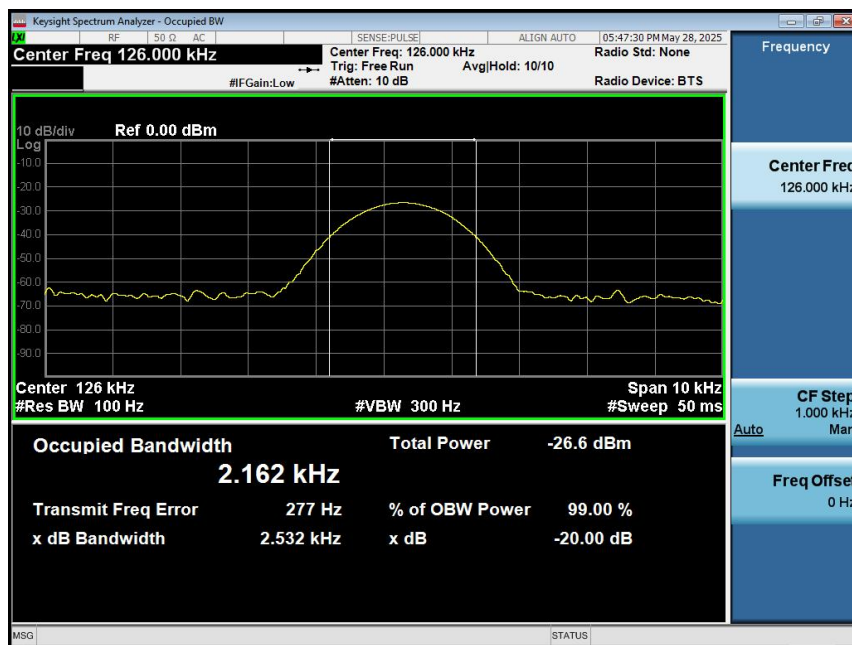 Keysight Spectrum Analyzer - Occupied BW
LXI
RF 50 Ω AC SENSE:PULSE ALIGN AUTO 05:47:30 PM May 28, 2025
Center Freq 126.000 kHz
Center Freq: 126.000 kHz
Radio Std: None
Trig: Free Run Avg|Hold: 10/10
#IFGain:Low
#Atten: 10 dB
Radio Device: BTS
10 dB/div Ref 0.00 dBm
Log
-10.0
-20.0
-30.0
-40.0
-50.0
-60.0
-70.0
-80.0
-90.0
Center 126 kHz Span 10 kHz
#Res BW 100 Hz #VBW 300 Hz #Sweep 50 ms
Occupied Bandwidth Total Power -26.6 dBm
2.162 kHz
Transmit Freq Error 277 Hz % of OBW Power 99.00 %
x dB Bandwidth 2.532 kHz x dB -20.00 dB
MSG STATUS
Frequency
Center Freq
126.000 kHz
CF Step
1.000 kHz
Auto Man
Freq Offset
0 Hz